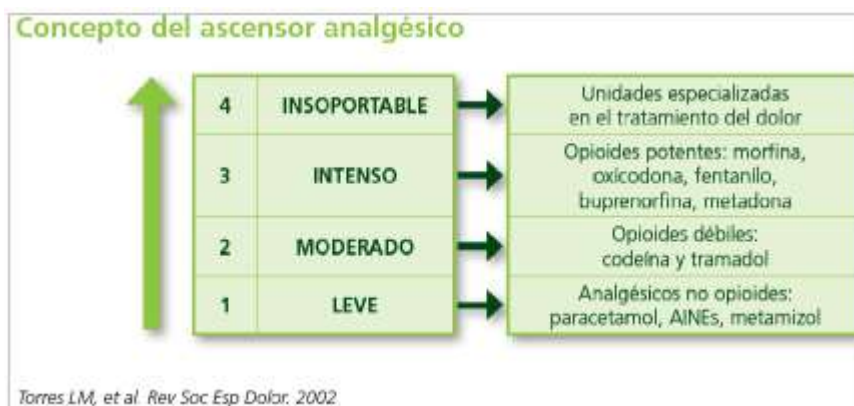 Concepto del ascensor analgésico
4 INSOPORTABLE Unidades especializadas
en el tratamiento del dolor
3 INTENSO Opioides potentes: morfina,
oxicodona, fentanilo,
buprenorfina, metadona
2 MODERADO Opioides débiles:
codeína y tramadol
1 LEVE Analgésicos no opioides:
paracetamol, AINEs, metamizol
Torres LM, et al. Rev Soc Esp Dolor. 2002